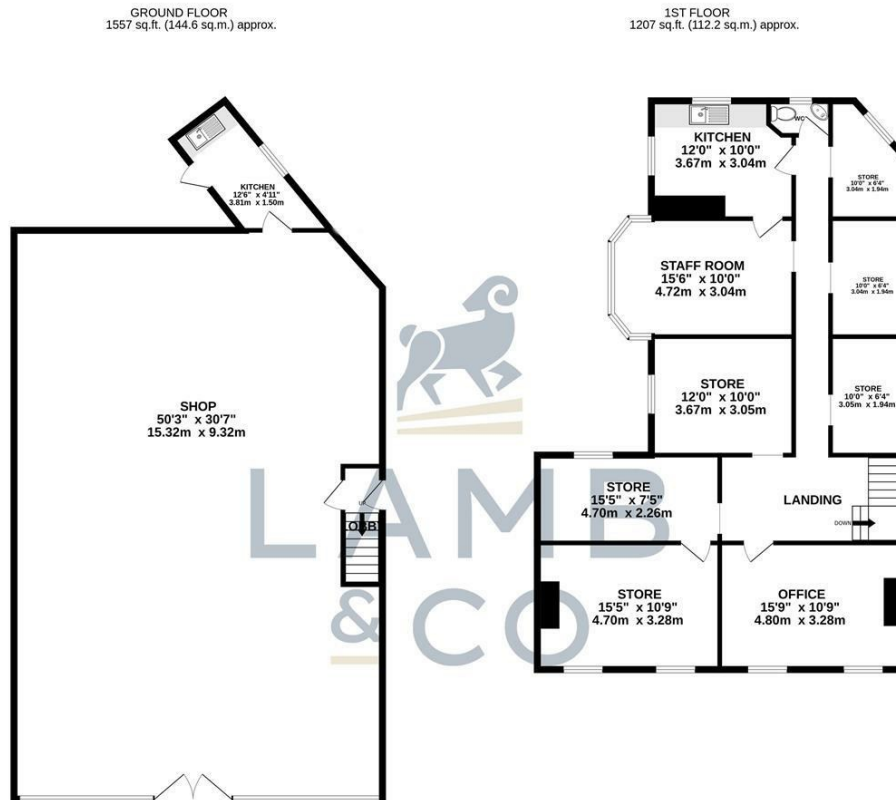 GROUND FLOOR
1557 sq.ft. (144.6 sq.m.) approx.
KITCHEN
12'6" x 4'11"
3.81m x 1.50m
SHOP
50'3" x 30'7"
15.32m x 9.32m
UP
OBB
1ST FLOOR
1207 sq.ft. (112.2 sq.m.) approx.
KITCHEN
12'0" x 10'0"
3.67m x 3.04m
WC
STORE
10'0" x 6'4"
3.04m x 1.94m
STAFF ROOM
15'6" x 10'0"
4.72m x 3.04m
STORE
10'0" x 6'4"
3.04m x 1.94m
STORE
12'0" x 10'0"
3.67m x 3.05m
STORE
10'0" x 6'4"
3.05m x 1.94m
STORE
15'5" x 7'5"
4.70m x 2.26m
LANDING
DOWN
STORE
15'5" x 10'9"
4.70m x 3.28m
OFFICE
15'9" x 10'9"
4.80m x 3.28m
LAMB
& CO